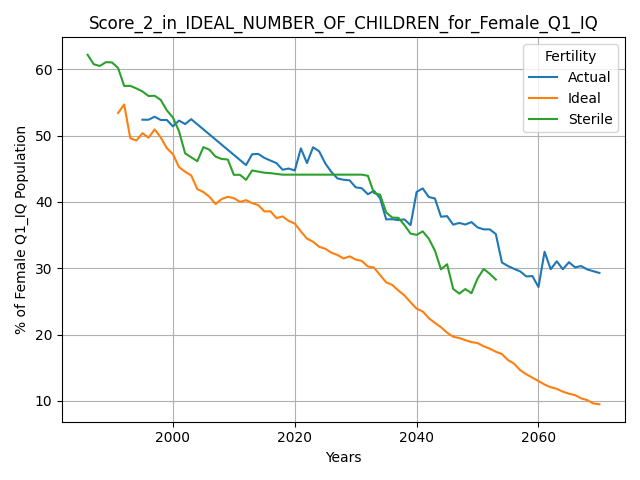 Score_2_in_IDEAL_NUMBER_OF_CHILDREN_for_Female_Q1_IQ
Fertility
Actual
Ideal
Sterile
% of Female Q1_IQ Population
60
50
40
30
20
10
2000
2020
2040
2060
Years